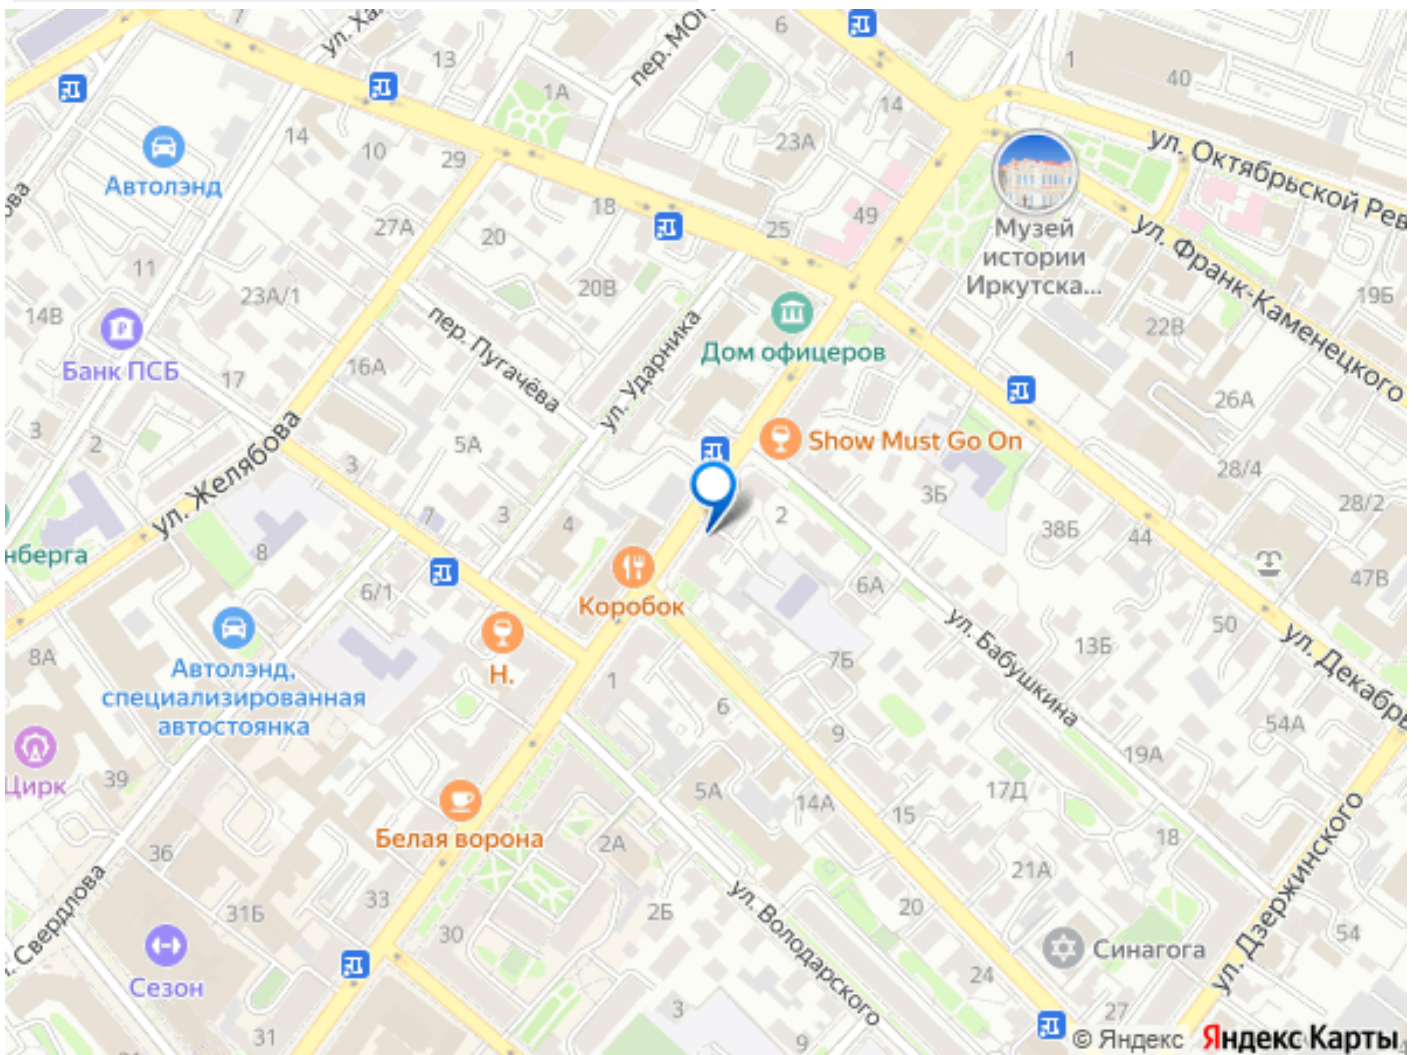 ул. Ха
13
пер. МОП
6
1
40
1А
14
23А
14
10
29
ул. Октябрьской Рев
Автолэнд
ова
27А
20
18
25
49
Музей
истории
Иркутска...
ул. Франк-Каменецкого
11
23А/1
20В
19Б
14В
Банк ПСБ
пер. Пугачёва
ул. Ударника
Дом офицеров
22В
17
16А
26А
3
2
ул. Желябова
5А
3
Show Must Go On
28/4
28/2
3Б
38Б
44
7
3
4
2
нберга
8
6/1
Коробок
6А
47В
50
ул. Бабушкина
13Б
ул. Декабрь
8А
Автолэнд,
специализированная
автостоянка
Н.
1
7Б
6
9
54А
19А
Цирк
39
5А
14А
15
17Д
ул. Дзержинского
Белая ворона
2А
18
36
21А
. Свердлова
33
31Б
30
2Б
ул. Володарского
20
54
Синагога
Сезон
24
31
3
9
27
© Яндекс Яндекс Карты